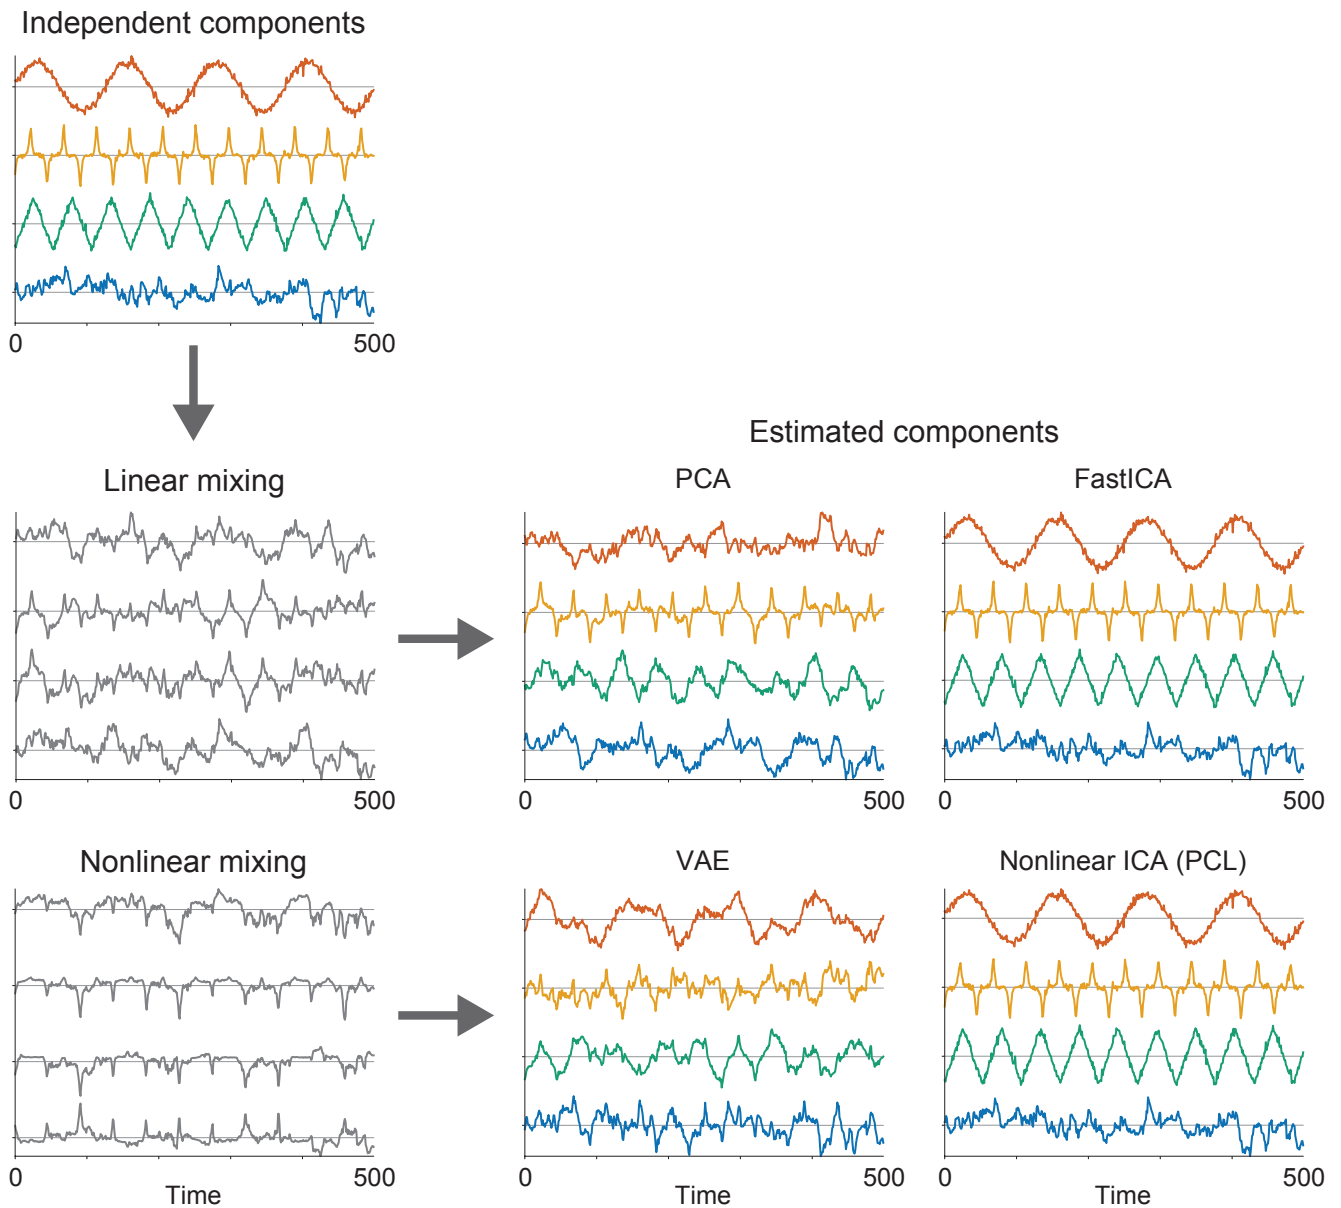 Independent components
0 500
Estimated components
Linear mixing PCA FastICA
0 500 0 500 0 500
Nonlinear mixing VAE Nonlinear ICA (PCL)
0 500 0 500 0 500
Time Time Time